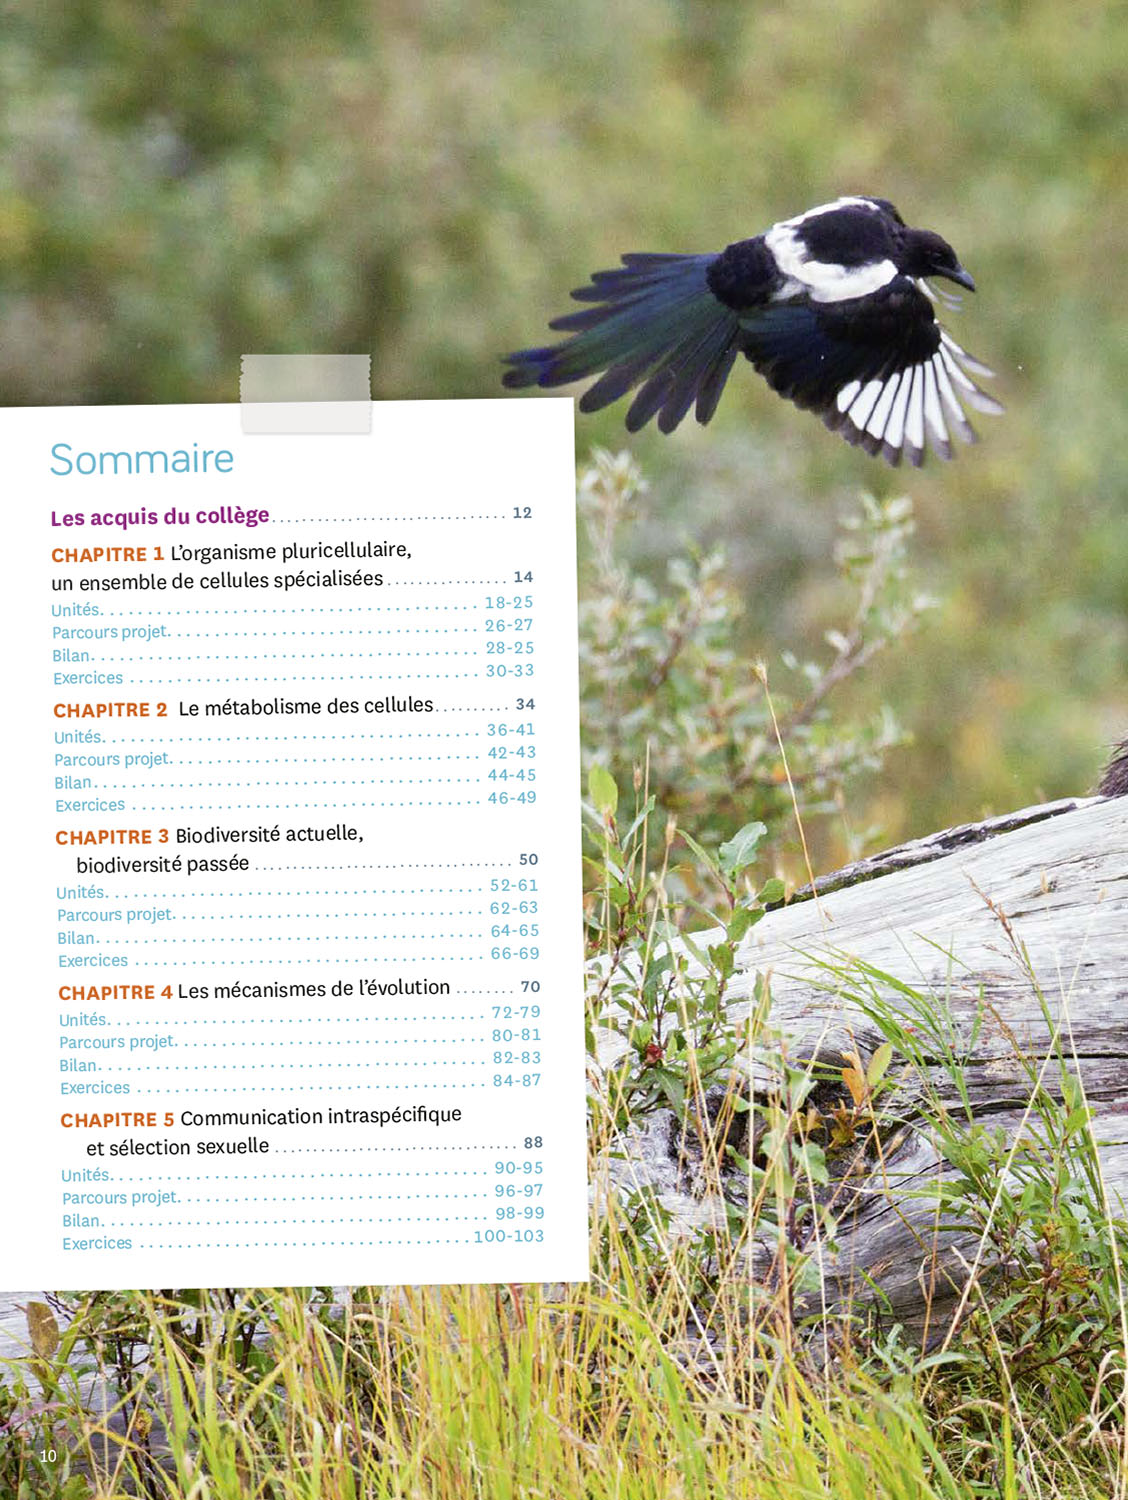 Sommaire
Les acquis du collège 12
CHAPITRE 1 L'organisme pluricellulaire,
un ensemble de cellules spécialisées 14
Unités 18-25
Parcours projet 26-27
Bilan 28-25
Exercices 30-33
CHAPITRE 2 Le métabolisme des cellules 34
Unités 36-41
Parcours projet 42-43
Bilan 44-45
Exercices 46-49
CHAPITRE 3 Biodiversité actuelle,
biodiversité passée 50
Unités 52-61
Parcours projet 62-63
Bilan 64-65
Exercices 66-69
CHAPITRE 4 Les mécanismes de l'évolution 70
Unités 72-79
Parcours projet 80-81
Bilan 82-83
Exercices 84-87
CHAPITRE 5 Communication intraspécifique
et sélection sexuelle 88
Unités 90-95
Parcours projet 96-97
Bilan 98-99
Exercices 100-103
10